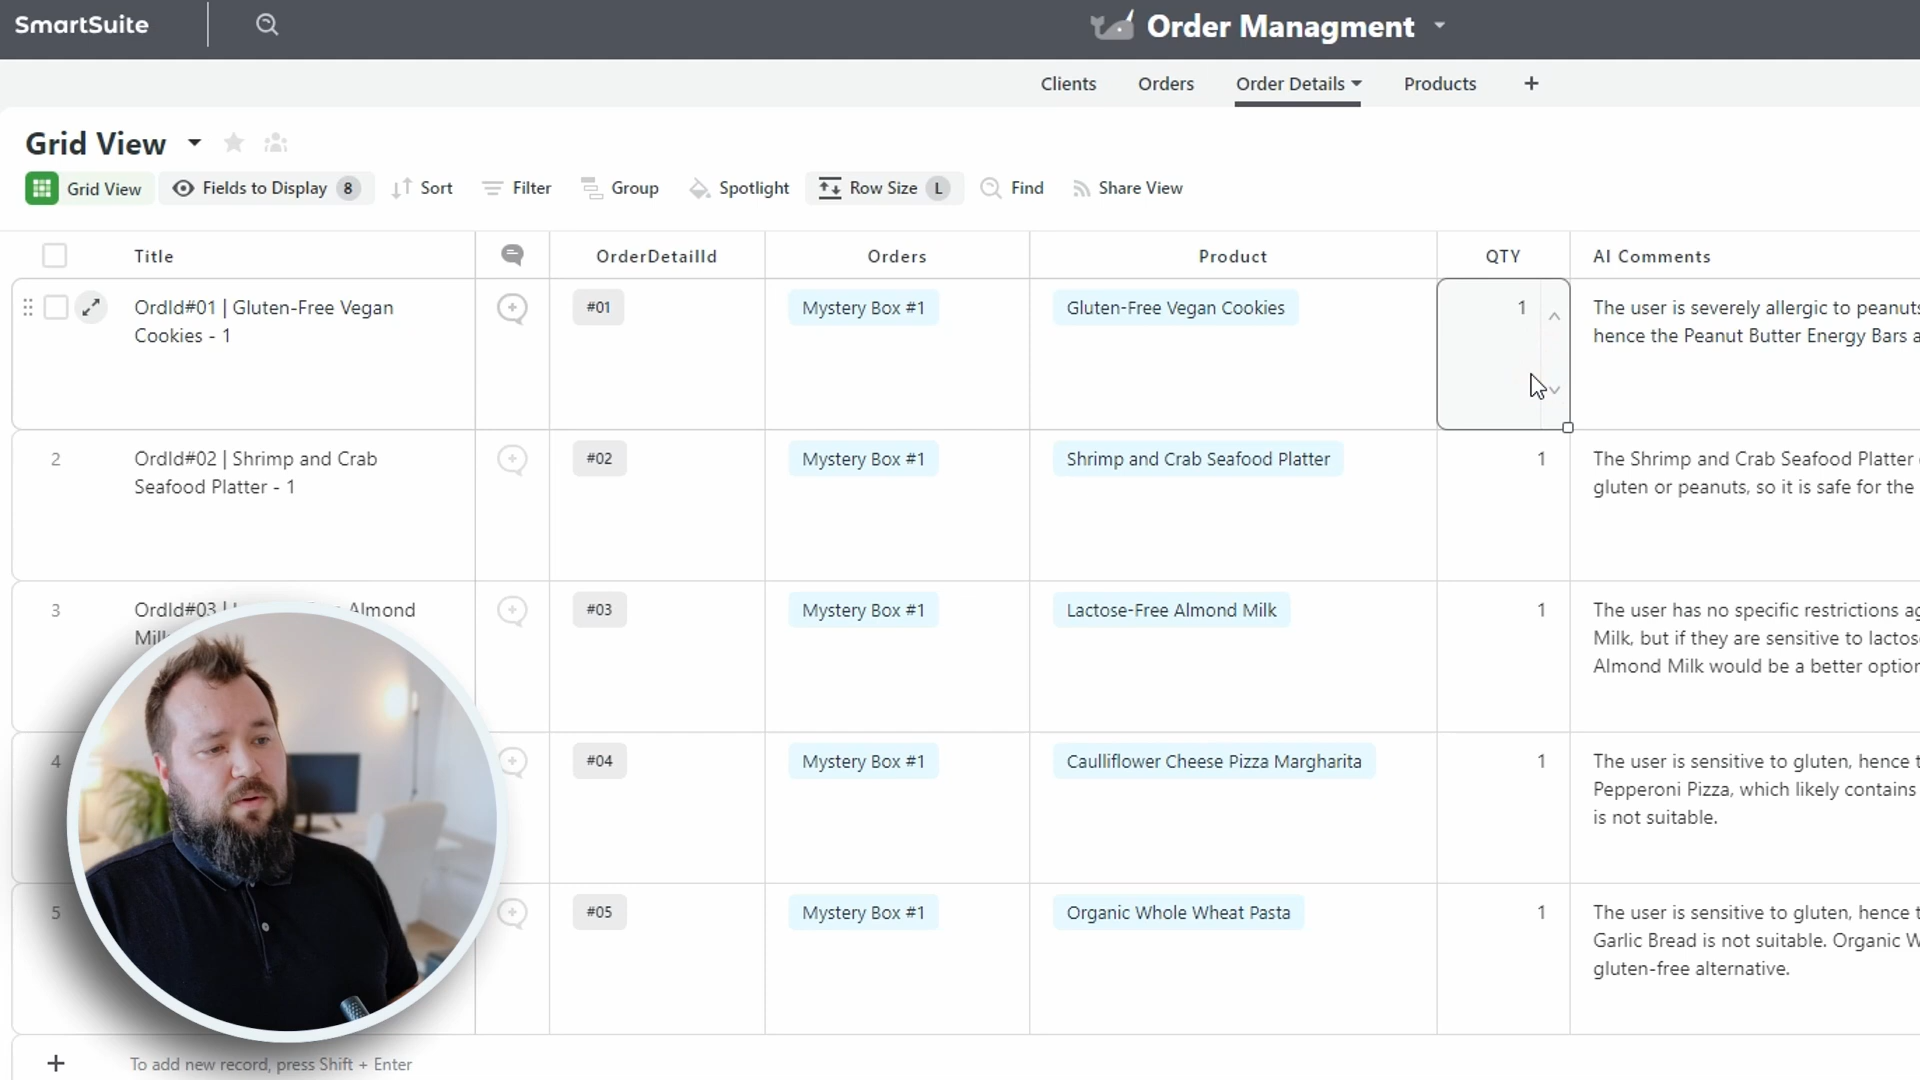 SmartSuite
Order Managment
Clients Orders Order Details Products +
Grid View
Grid View Fields to Display 8 Sort Filter Group Spotlight Row Size L Find Share View
Title OrderDetailId Orders Product QTY AI Comments
OrdId#01 | Gluten-Free Vegan
Cookies - 1
#01 Mystery Box #1 Gluten-Free Vegan Cookies 1
The user is severely allergic to peanuts
hence the Peanut Butter Energy Bars a
2
OrdId#02 | Shrimp and Crab
Seafood Platter - 1
#02 Mystery Box #1 Shrimp and Crab Seafood Platter 1
The Shrimp and Crab Seafood Platter
gluten or peanuts, so it is safe for the
3
OrdId#03 | Almond
#03 Mystery Box #1 Lactose-Free Almond Milk 1
The user has no specific restrictions ag
Milk, but if they are sensitive to lactos
Almond Milk would be a better option
4
#04 Mystery Box #1 Caulliflower Cheese Pizza Margharita 1
The user is sensitive to gluten, hence t
Pepperoni Pizza, which likely contains
is not suitable.
5
#05 Mystery Box #1 Organic Whole Wheat Pasta 1
The user is sensitive to gluten, hence t
Garlic Bread is not suitable. Organic W
gluten-free alternative.
+ To add new record, press Shift + Enter